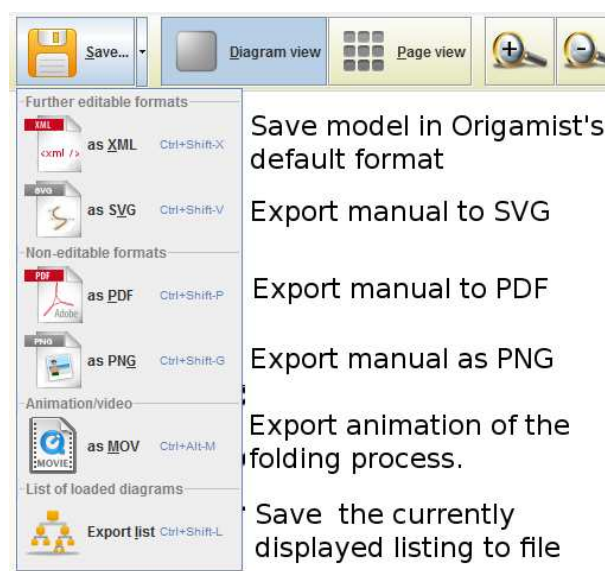 Save... Diagram view Page view
Further editable formats
XML
<xml />
as XML Ctrl+Shift-X
Save model in Origamist's
default format
SVG
as SVG Ctrl+Shift-V
Export manual to SVG
Non-editable formats
PDF
Adobe
as PDF Ctrl+Shift-P
Export manual to PDF
PNG
as PNG Ctrl+Shift-G
Export manual as PNG
Animation/video
MOVIE
as MOV Ctrl+Alt-M
Export animation of the
folding process.
List of loaded diagrams
Export list Ctrl+Shift-L
Save the currently
displayed listing to file